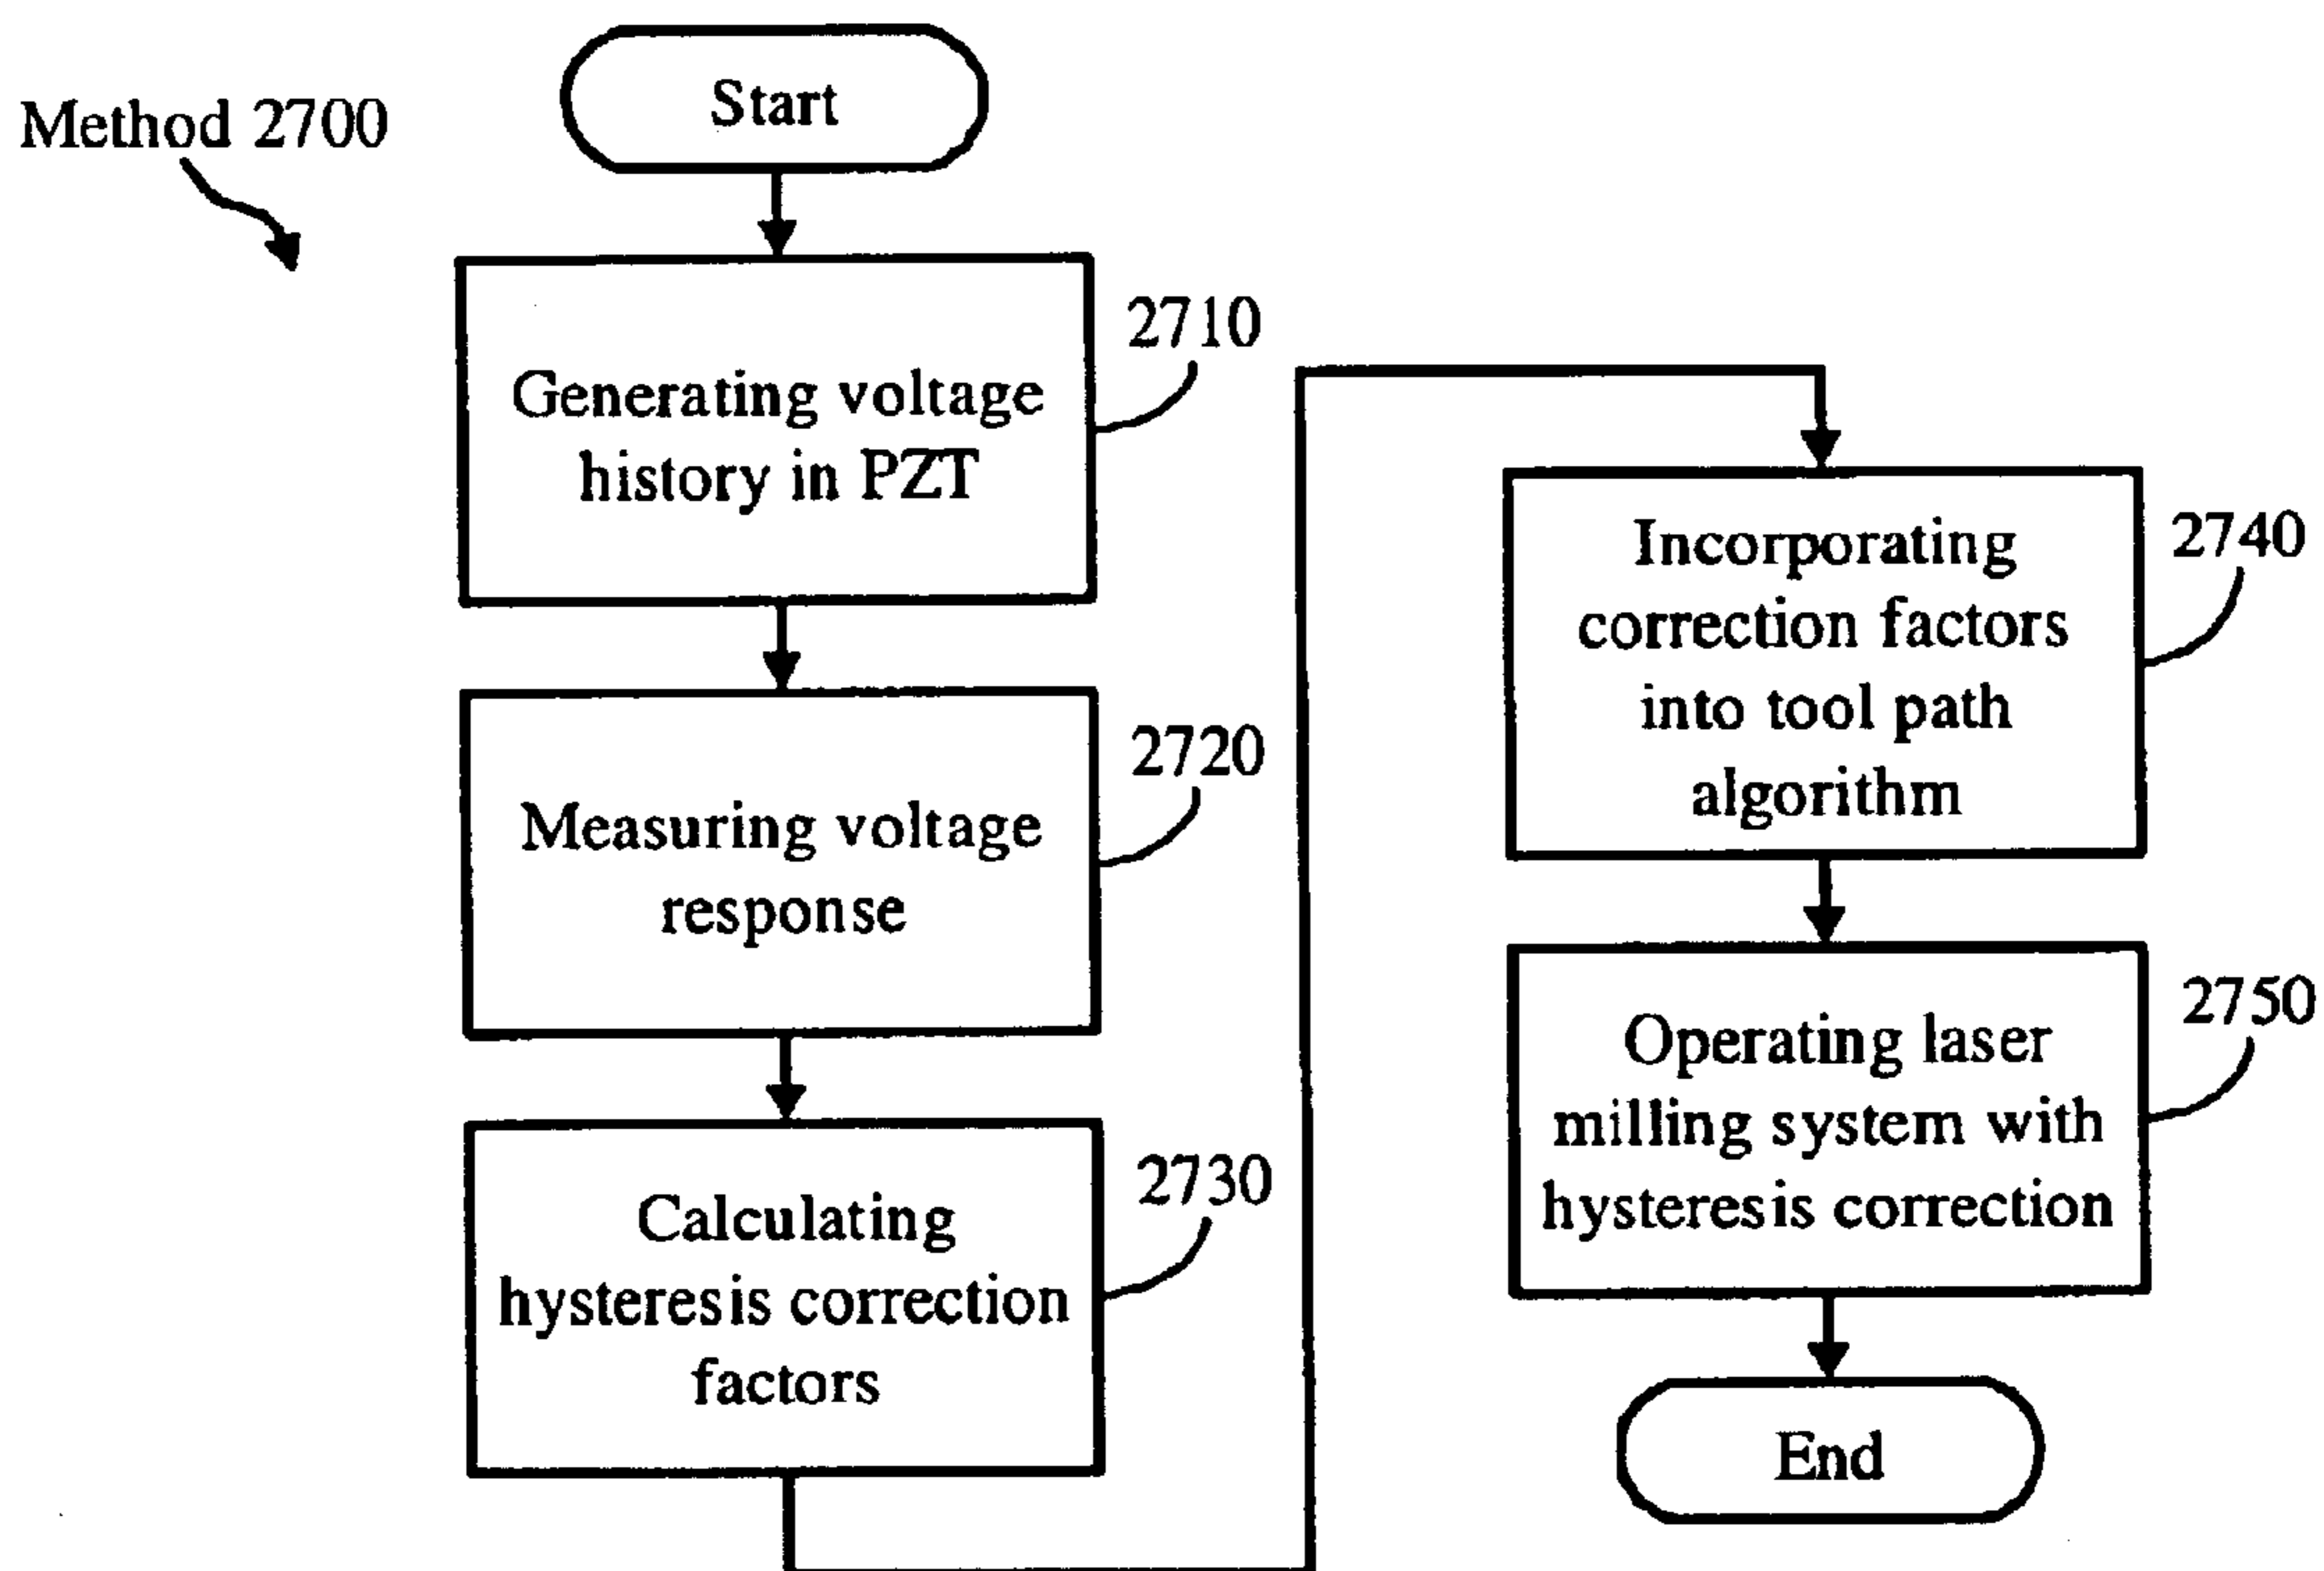 Method 2700
Start
Generating voltage
history in PZT
2710
Measuring voltage
response
2720
Calculating
hysteresis correction
factors
2730
Incorporating
correction factors
into tool path
algorithm
2740
Operating laser
milling system with
hysteresis correction
2750
End